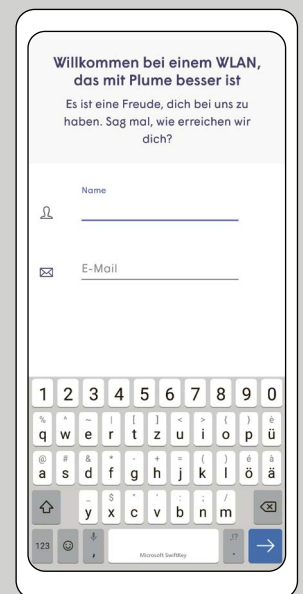 Willkommen bei einem WLAN,
das mit Plume besser ist
Es ist eine Freude, dich bei uns zu
haben. Sag mal, wie erreichen wir
dich?
Name
E-Mail
1 2 3 4 5 6 7 8 9 0
% ^ ~ | [ ] < > { } è
q w e r t z u i o p ü
@ # & * - + = ( ) é à
a s d f g h j k l ö ä
_ $ " ' : ; /
y x c v b n m
123 , Microsoft SwiftKey ,!? .